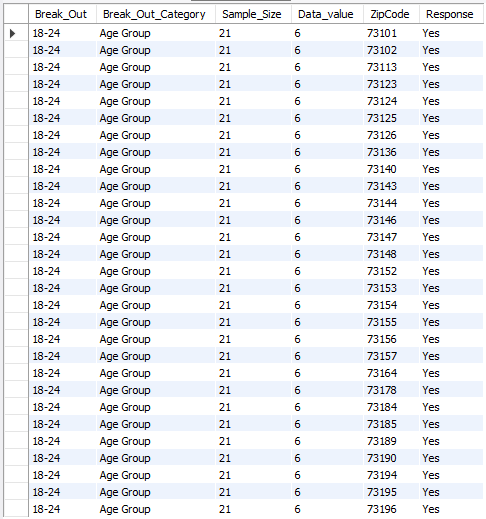 Break_Out Break_Out_Category Sample_Size Data_value ZipCode Response
18-24 Age Group 21 6 73101 Yes
18-24 Age Group 21 6 73102 Yes
18-24 Age Group 21 6 73113 Yes
18-24 Age Group 21 6 73123 Yes
18-24 Age Group 21 6 73124 Yes
18-24 Age Group 21 6 73125 Yes
18-24 Age Group 21 6 73126 Yes
18-24 Age Group 21 6 73136 Yes
18-24 Age Group 21 6 73140 Yes
18-24 Age Group 21 6 73143 Yes
18-24 Age Group 21 6 73144 Yes
18-24 Age Group 21 6 73146 Yes
18-24 Age Group 21 6 73147 Yes
18-24 Age Group 21 6 73148 Yes
18-24 Age Group 21 6 73152 Yes
18-24 Age Group 21 6 73153 Yes
18-24 Age Group 21 6 73154 Yes
18-24 Age Group 21 6 73155 Yes
18-24 Age Group 21 6 73156 Yes
18-24 Age Group 21 6 73157 Yes
18-24 Age Group 21 6 73164 Yes
18-24 Age Group 21 6 73178 Yes
18-24 Age Group 21 6 73184 Yes
18-24 Age Group 21 6 73185 Yes
18-24 Age Group 21 6 73189 Yes
18-24 Age Group 21 6 73190 Yes
18-24 Age Group 21 6 73194 Yes
18-24 Age Group 21 6 73195 Yes
18-24 Age Group 21 6 73196 Yes